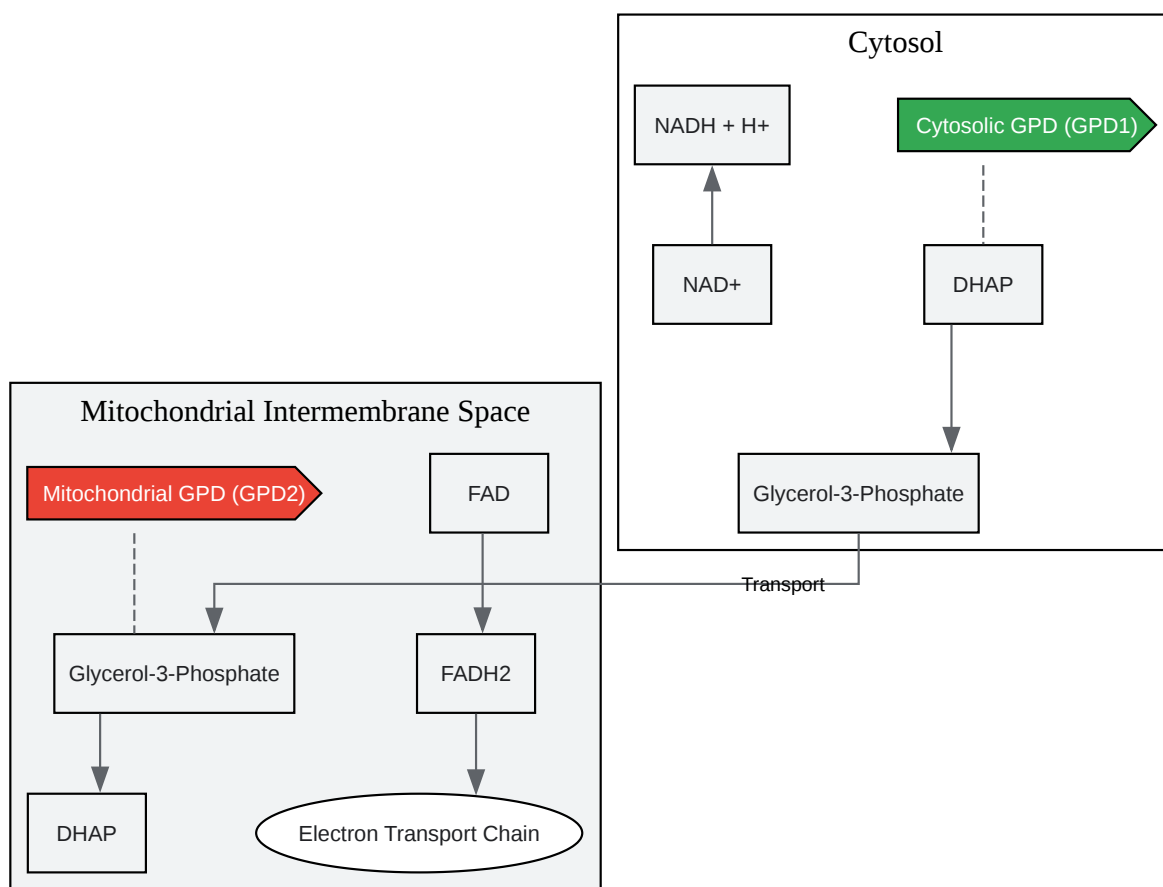 Cytosol
NADH + H+
Cytosolic GPD (GPD1)
NAD+
DHAP
Glycerol-3-Phosphate
Transport
Mitochondrial Intermembrane Space
Mitochondrial GPD (GPD2)
FAD
Glycerol-3-Phosphate
FADH2
DHAP
Electron Transport Chain